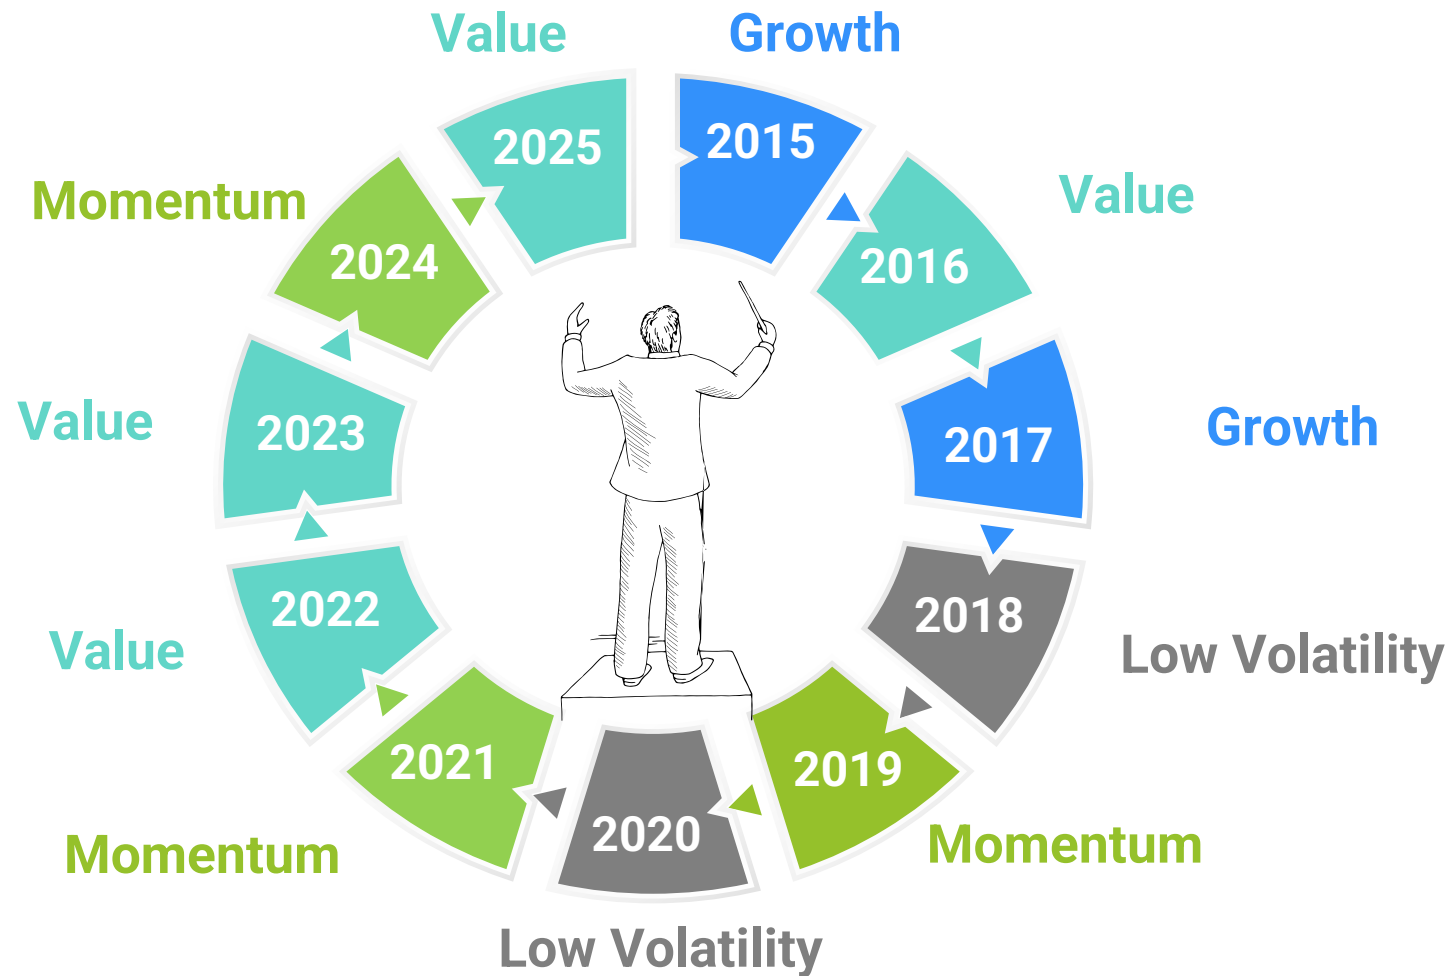 Value
Growth
2025
2015
Momentum
Value
2024
2016
Value
Growth
2023
2017
2022
2018
Value
Low Volatility
2021
2019
2020
Momentum
Momentum
Low Volatility